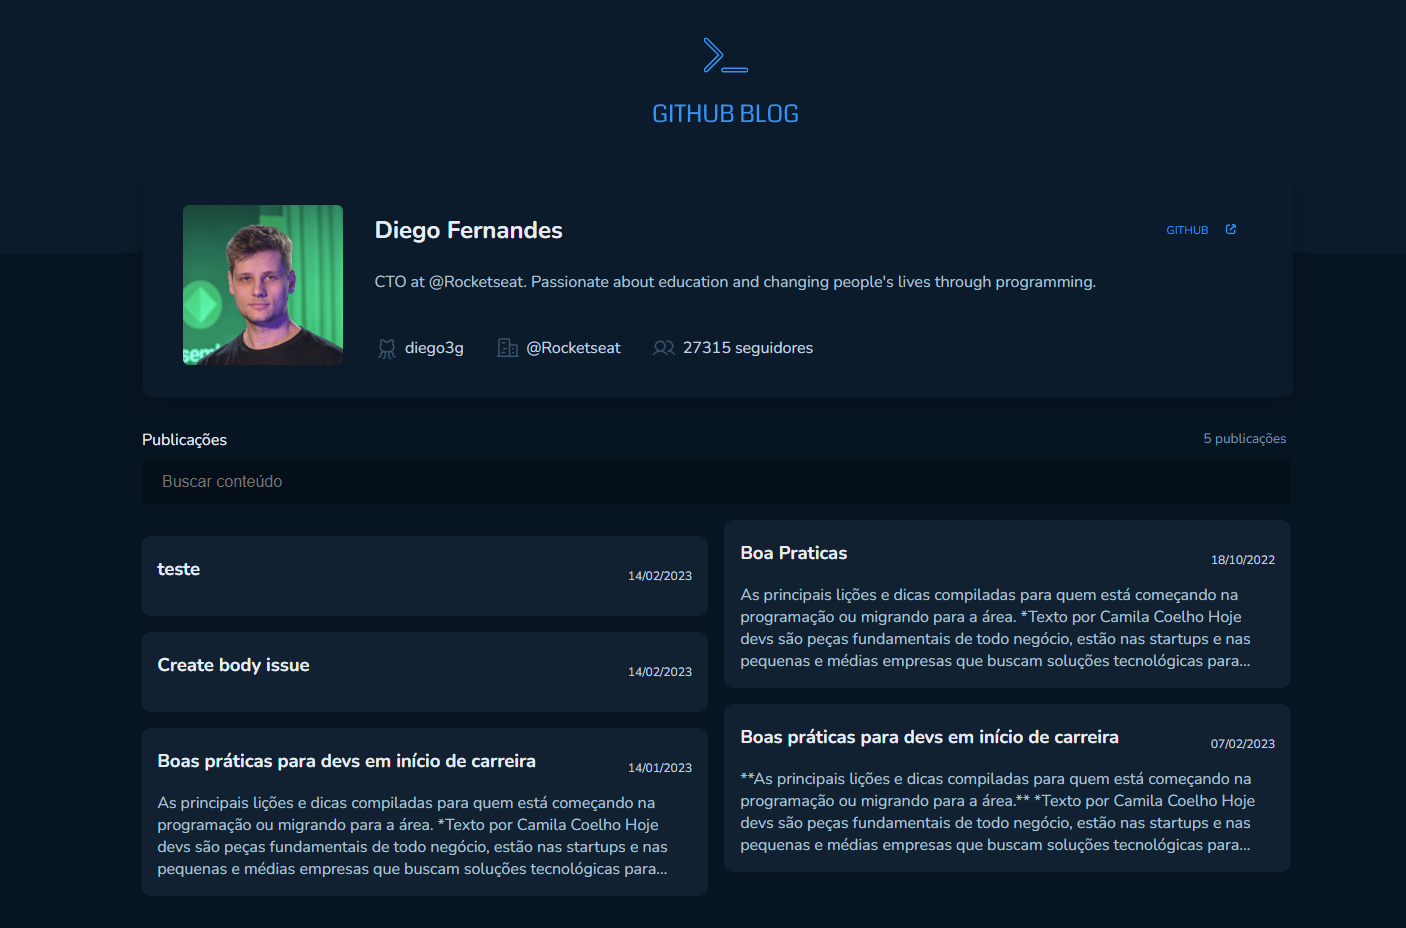 GITHUB BLOG
Diego Fernandes
GITHUB
CTO at @Rocketseat. Passionate about education and changing people's lives through programming.
diego3g
@Rocketseat
27315 seguidores
Publicações
5 publicações
Buscar conteúdo
teste
14/02/2023
Create body issue
14/02/2023
Boas práticas para devs em início de carreira
14/01/2023
As principais lições e dicas compiladas para quem está começando na
programação ou migrando para a área. *Texto por Camila Coelho Hoje
devs são peças fundamentais de todo negócio, estão nas startups e nas
pequenas e médias empresas que buscam soluções tecnológicas para...
Boa Praticas
18/10/2022
As principais lições e dicas compiladas para quem está começando na
programação ou migrando para a área. *Texto por Camila Coelho Hoje
devs são peças fundamentais de todo negócio, estão nas startups e nas
pequenas e médias empresas que buscam soluções tecnológicas para...
Boas práticas para devs em início de carreira
07/02/2023
**As principais lições e dicas compiladas para quem está começando na
programação ou migrando para a área.** *Texto por Camila Coelho Hoje
devs são peças fundamentais de todo negócio, estão nas startups e nas
pequenas e médias empresas que buscam soluções tecnológicas para...